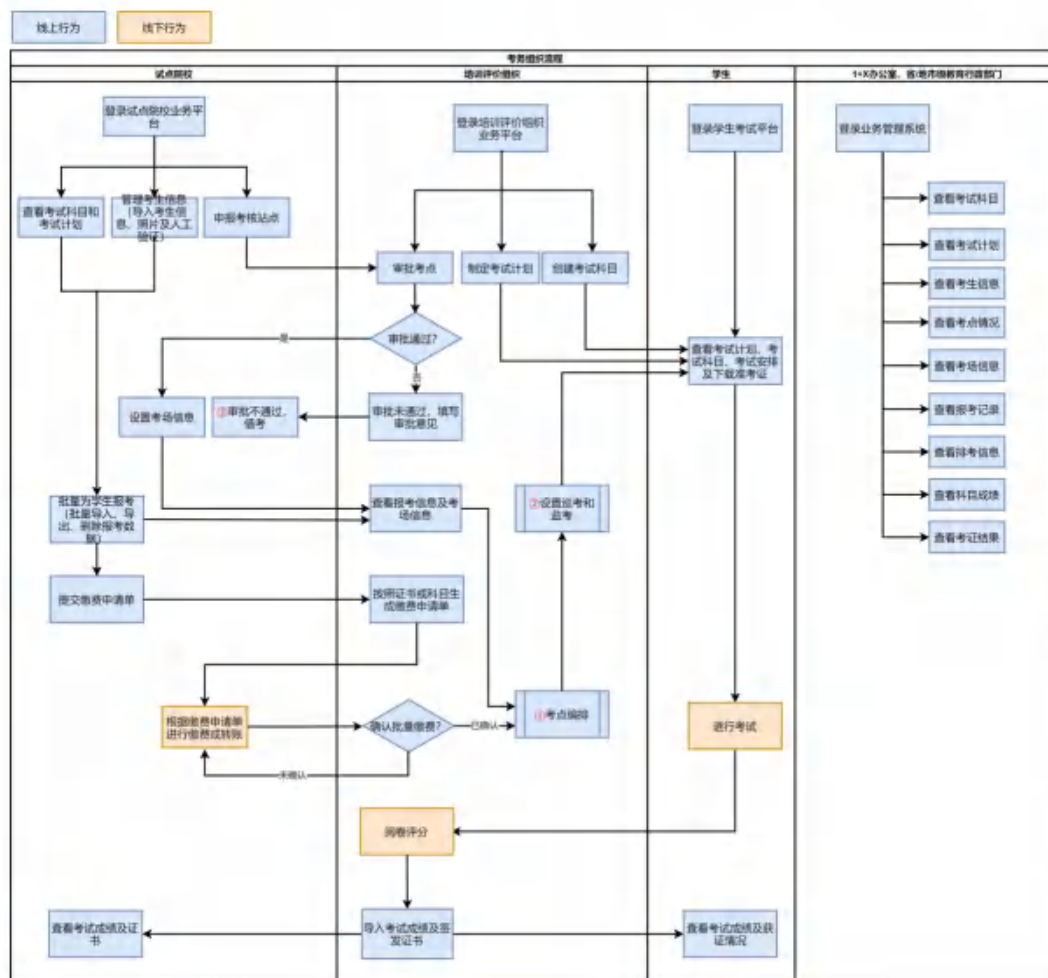 线上行为
线下行为
考务组织流程
试点院校
培训评价组织
学生
1+X办公室、省/地市级教育行政部门
登录试点院校业务平
台
登录培训评价组织
业务平台
登录学生考试平台
登录业务管理系统
查看考试科目和
考试计划
管理考生信息
(导入考生信
息、照片及人工
验证)
申报考核站点
查看考试科目
审批考点
制定考试计划
创建考试科目
查看考试计划
查看考生信息
查看考点情况
是
审批通过?
查看考试计划、考
试科目、考试安排
及下载准考证
查看考场信息
否
设置考场信息
③审批不通过,
借考
审批未通过,填写
审批意见
查看报考记录
查看排考信息
批量为学生报考
(批量导入、导
出、删除报考数
据)
查看报考信息及考
场信息
②设置巡考和
监考
查看科目成绩
查看考证结果
提交缴费申请单
按照证书或科目生
成缴费申请单
根据缴费申请单
进行缴费或转账
确认批量缴费?
已确认
①考点编排
进行考试
未确认
阅卷评分
查看考试成绩及证
书
导入考试成绩及签
发证书
查看考试成绩及获
证情况